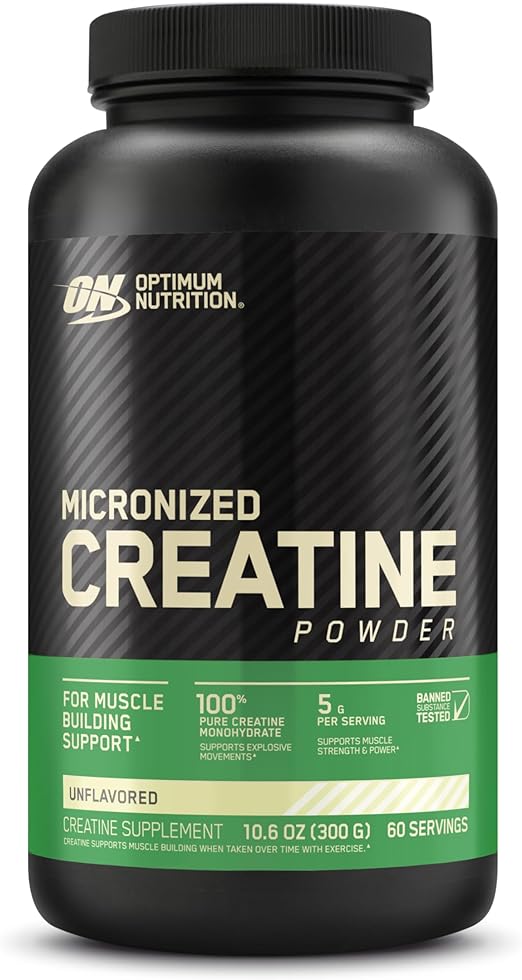 ON
OPTIMUM
NUTRITION®
MICRONIZED
CREATINE
POWDER
FOR MUSCLE
BUILDING
SUPPORT▲
100%
PURE CREATINE
MONOHYDRATE
SUPPORTS EXPLOSIVE
MOVEMENTS▲
5 G
PER SERVING
SUPPORTS MUSCLE
STRENGTH & POWER▲
BANNED
SUBSTANCE
TESTED
UNFLAVORED
CREATINE SUPPLEMENT 10.6 OZ (300 G) 60 SERVINGS
CREATINE SUPPORTS MUSCLE BUILDING WHEN TAKEN OVER TIME WITH EXERCISE.▲